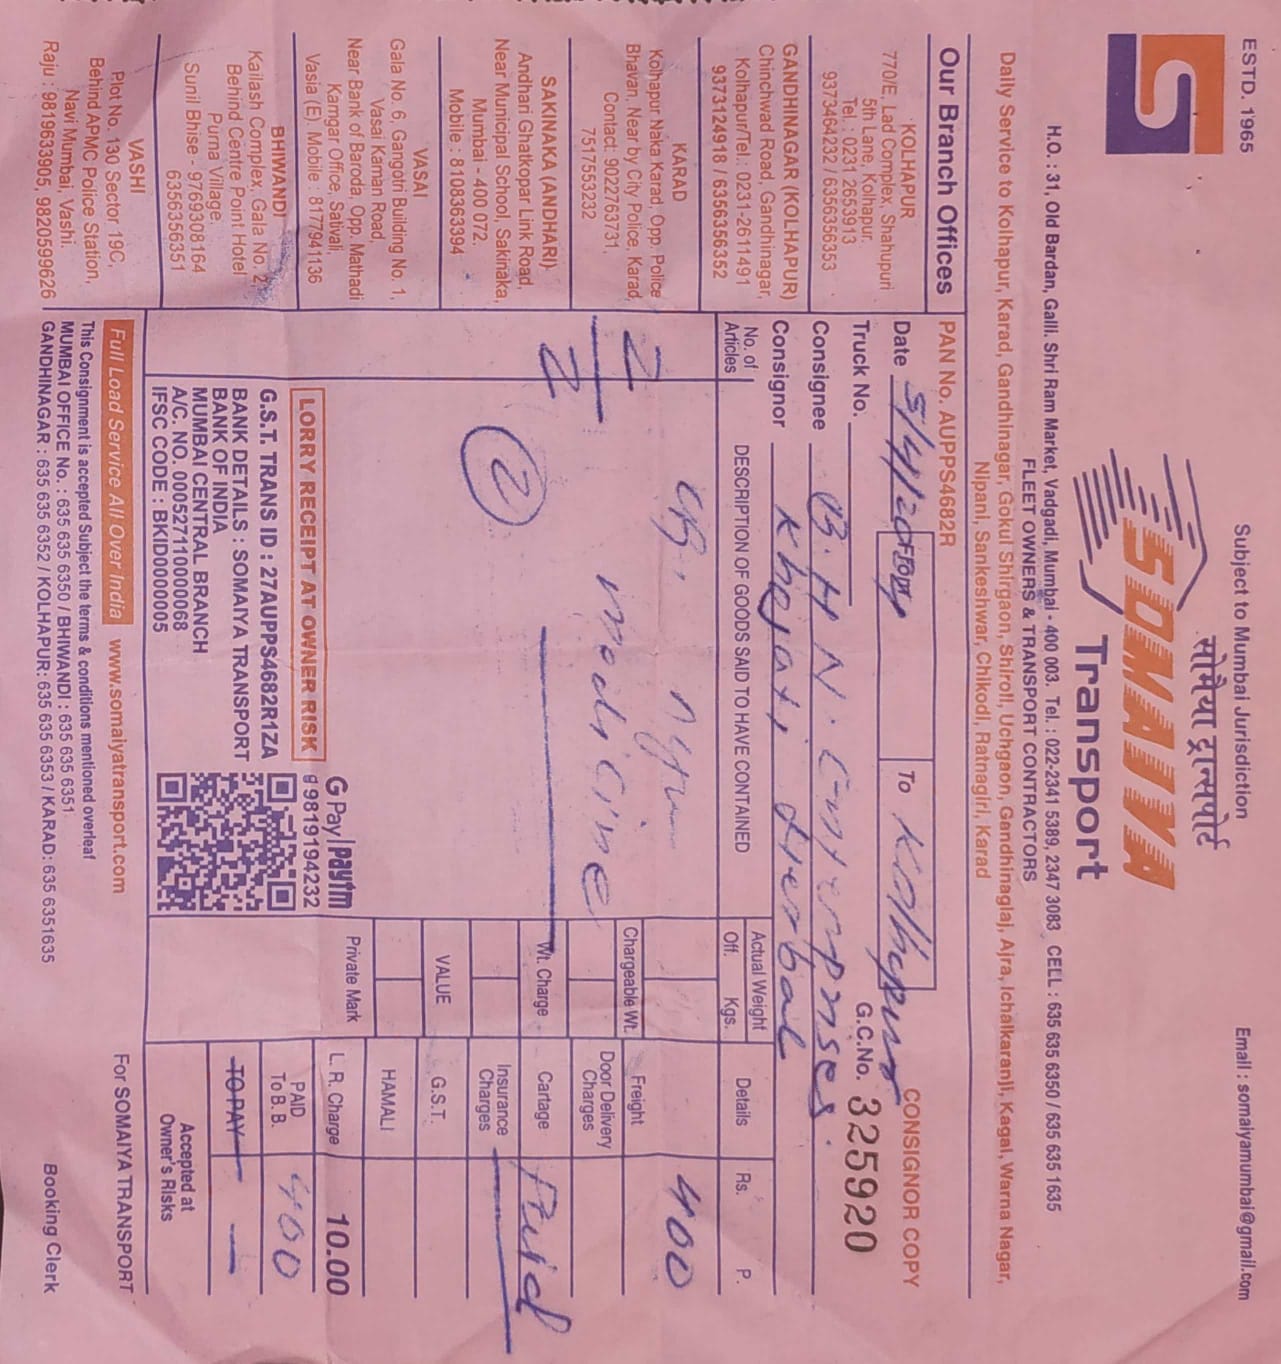 ESTD. 1965
Subject to Mumbai Jurisdiction
Email : somaiyamumbai@gmail.com
सोमैया ट्रान्सपोर्ट
SOMAIYA
Transport
FLEET OWNERS & TRANSPORT CONTRACTORS
H.O. : 31, Old Bardan, Galli. Shri Ram Market, Vadgadi, Mumbai - 400 003. Tel. : 022-2341 5389, 2347 3083 CELL : 635 635 6350 / 635 635 1635
Daily Service to Kolhapur, Karad, Gandhinagar, Gokul Shirgaon, Shiroli, Uchgaon, Gandhinaglaj, Ajra, Ichalkaranji, Kagal, Warna Nagar,
Nipani, Sankeshwar, Chikodi, Ratnagiri, Karad
Our Branch Offices
KOLHAPUR
770/E, Lad Complex, Shahupuri
5th Lane, Kolhapur.
Tel. : 0231 2653913
9373464232 / 6356356353
GANDHINAGAR (KOLHAPUR)
Chinchwad Road, Gandhinagar,
Kolhapur/Tel.: 0231-2611491
9373124918 / 6356356352
KARAD
Kolhapur Naka Karad, Opp. Police
Bhavan, Near by City Police, Karad
Contact. 9022763731,
7517553232
SAKINAKA (ANDHARI)
Andhari Ghatkopar Link Road,
Near Municipal School, Sakinaka,
Mumbai - 400 072.
Mobile : 8108363394
VASAI
Gala No. 6, Gangotri Building No. 1,
Vasai Kaman Road,
Near Bank of Baroda, Opp. Mathadi
Kamgar Office, Sativali,
Vasia (E). Mobile : 8177941136
BHIWANDI
Kailash Complex, Gala No. 2,
Behind Centre Point Hotel
Purna Village.
Sunil Bhise - 9769308164
6356356351
VASHI
Plot No. 130 Sector 19C,
Behind APMC Police Station,
Navi Mumbai, Vashi.
Raju : 9819633905, 9820599626
PAN No. AUPPS4682R
CONSIGNOR COPY
Date
To Kolhapur
Truck No.
G.C.No. 3225920
Consignee B.H N. Enterprises.
Consignor Khayati Herbal
No. of Articles
DESCRIPTION OF GOODS SAID TO HAVE CONTAINED
Actual Weight
Off. Kgs.
Details
Rs. P.
2
CB.
400
Freight
Chargeable Wt.
medicine
Door Delivery Charges
2
Wt. Charge
Cartage
Paid
2
Insurance Charges
VALUE
G.S.T.
HAMALI
Private Mark
L. R. Charge
10.00
PAID
To B.B.
400
TO PAY
Accepted at
Owner's Risks
G Pay | paytm
9819194232
LORRY RECEIPT AT OWNER RISK
G.S.T. TRANS ID : 27AUPPS4682R1ZA
BANK DETAILS : SOMAIYA TRANSPORT
BANK OF INDIA
MUMBAI CENTRAL BRANCH
A/C. NO. 000527110000068
IFSC CODE : BKID0000005
Full Load Service All Over India www.somaiyatransport.com
For SOMAIYA TRANSPORT
This Consignment is accepted Subject the terms & conditions mentioned overleaf
MUMBAI OFFICE No. : 635 635 6350 / BHIWANDI : 635 635 6351
GANDHINAGAR : 635 635 6352 / KOLHAPUR: 635 635 6353 / KARAD: 635 6351635
Booking Clerk